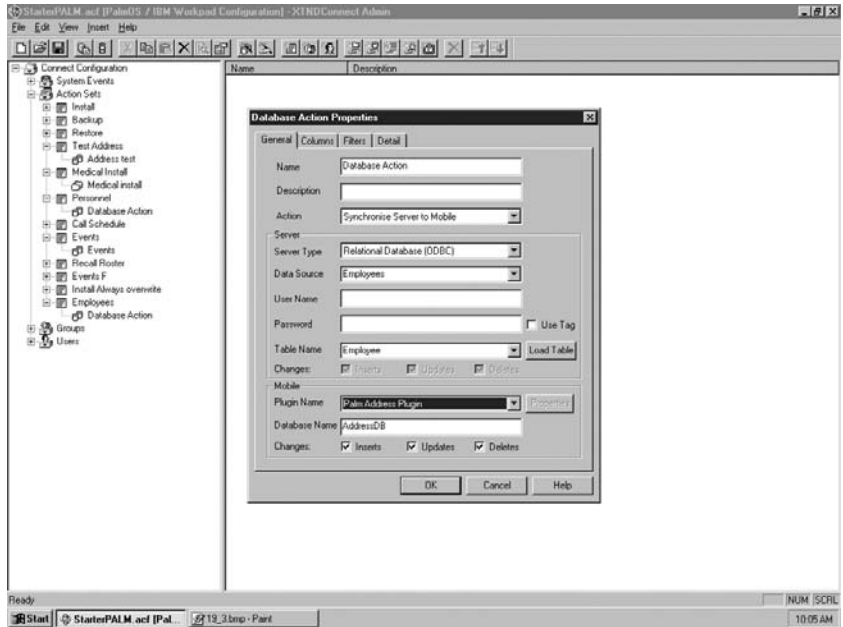 StarterPALM.acf [PalmOS / IBM Workpad Configuration] - XTNDConnect Admin
File Edit View Insert Help
Connect Configuration
System Events
Action Sets
Install
Backup
Restore
Test Address
Address test
Medical Install
Medical install
Personnel
Database Action
Call Schedule
Events
Events
Recall Roster
Events F
Install Always overwrite
Employees
Database Action
Groups
Users
Name Description
Database Action Properties
General Columns Filters Detail
Name Database Action
Description
Action Synchronise Server to Mobile
Server
Server Type Relational Database (ODBC)
Data Source Employees
User Name
Password Use Tag
Table Name Employee Load Table
Changes: Inserts Updates Deletes
Mobile
Plugin Name Palm Address Plugin Properties
Database Name AddressDB
Changes: Inserts Updates Deletes
OK Cancel Help
Ready NUM SCRL
Start StarterPALM.acf [Pal... 19_3.bmp - Paint 10:05 AM